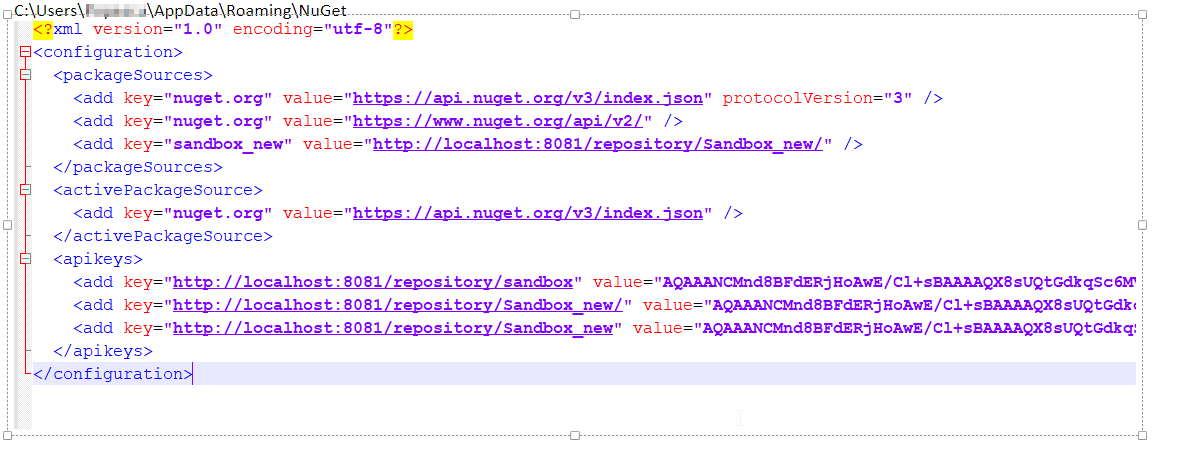 C:\Users\ \AppData\Roaming\NuGet
<?xml version="1.0" encoding="utf-8"?>
<configuration>
<packageSources>
<add key="nuget.org" value="https://api.nuget.org/v3/index.json" protocolVersion="3" />
<add key="nuget.org" value="https://www.nuget.org/api/v2/" />
<add key="sandbox_new" value="http://localhost:8081/repository/Sandbox_new/" />
</packageSources>
<activePackageSource>
<add key="nuget.org" value="https://api.nuget.org/v3/index.json" />
</activePackageSource>
<apikeys>
<add key="http://localhost:8081/repository/sandbox" value="AQAAANCMnd8BFdERjHoAwE/Cl+sBAAAAQX8sUQtGdkqSc6M
<add key="http://localhost:8081/repository/Sandbox_new/" value="AQAAANCMnd8BFdERjHoAwE/Cl+sBAAAAQX8sUQtGdk
<add key="http://localhost:8081/repository/Sandbox_new" value="AQAAANCMnd8BFdERjHoAwE/Cl+sBAAAAQX8sUQtGdkq
</apikeys>
</configuration>